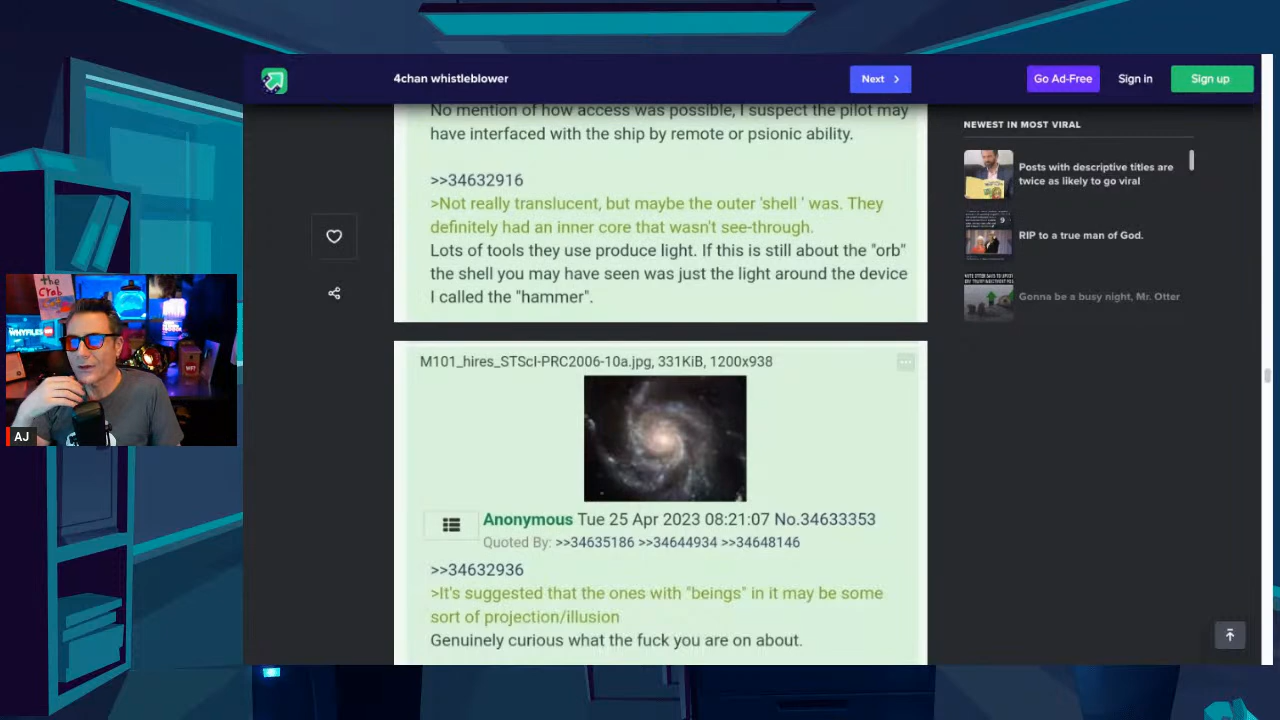 4chan whistleblower
Next
Go Ad-Free
Sign in
Sign up
No mention of how access was possible, I suspect the pilot may
have interfaced with the ship by remote or psionic ability.
>>34632916
>Not really translucent, but maybe the outer 'shell ' was. They
definitely had an inner core that wasn't see-through.
Lots of tools they use produce light. If this is still about the "orb"
the shell you may have seen was just the light around the device
I called the "hammer".
M101_hires_STScI-PRC2006-10a.jpg, 331KiB, 1200x938
Anonymous Tue 25 Apr 2023 08:21:07 No.34633353
Quoted By: >>34635186 >>34644934 >>34648146
>>34632936
>It's suggested that the ones with "beings" in it may be some
sort of projection/illusion
Genuinely curious what the fuck you are on about.
NEWEST IN MOST VIRAL
Posts with descriptive titles are
twice as likely to go viral
RIP to a true man of God.
Gonna be a busy night, Mr. Otter
the
Crab
THE WHYFILES
AJ